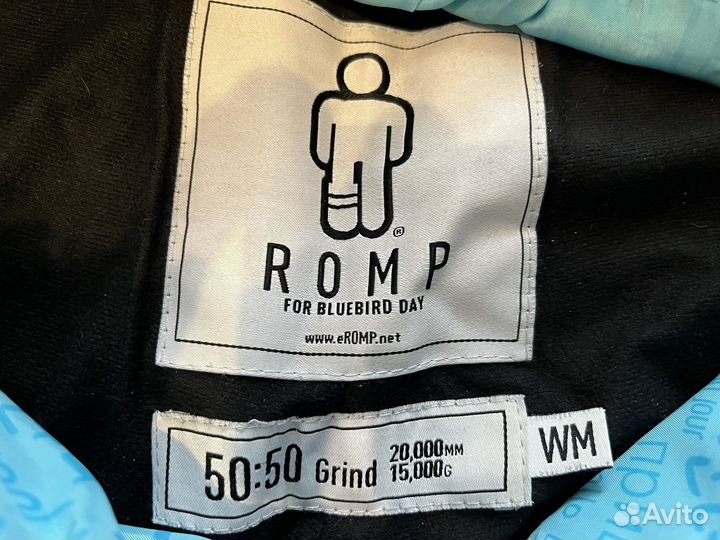 ®
ROMP
FOR BLUEBIRD DAY
www.eROMP.net
50:50 Grind 20,000MM
15,000G
WM
Avito